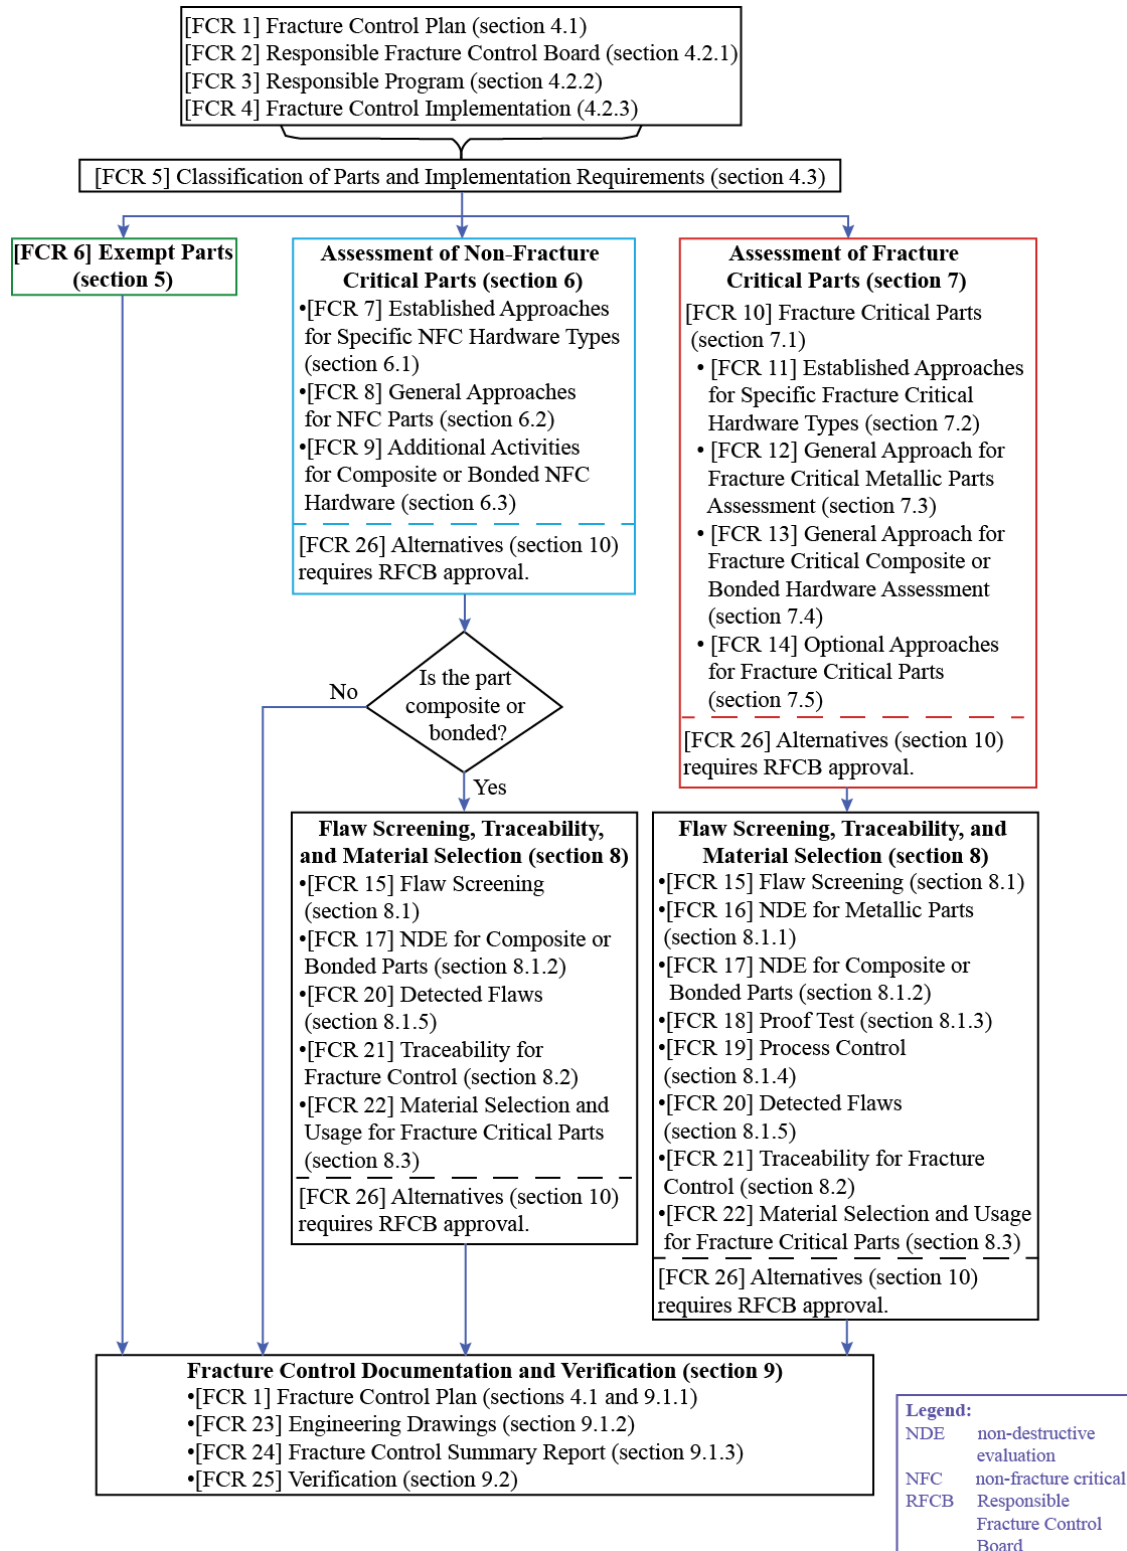 [FCR 1] Fracture Control Plan (section 4.1)
[FCR 2] Responsible Fracture Control Board (section 4.2.1)
[FCR 3] Responsible Program (section 4.2.2)
[FCR 4] Fracture Control Implementation (4.2.3)
[FCR 5] Classification of Parts and Implementation Requirements (section 4.3)
[FCR 6] Exempt Parts
(section 5)
Assessment of Non-Fracture
Critical Parts (section 6)
•[FCR 7] Established Approaches
for Specific NFC Hardware Types
(section 6.1)
•[FCR 8] General Approaches
for NFC Parts (section 6.2)
•[FCR 9] Additional Activities
for Composite or Bonded NFC
Hardware (section 6.3)
[FCR 26] Alternatives (section 10)
requires RFCB approval.
Assessment of Fracture
Critical Parts (section 7)
[FCR 10] Fracture Critical Parts
(section 7.1)
• [FCR 11] Established Approaches
for Specific Fracture Critical
Hardware Types (section 7.2)
• [FCR 12] General Approach for
Fracture Critical Metallic Parts
Assessment (section 7.3)
• [FCR 13] General Approach for
Fracture Critical Composite or
Bonded Hardware Assessment
(section 7.4)
• [FCR 14] Optional Approaches
for Fracture Critical Parts
(section 7.5)
[FCR 26] Alternatives (section 10)
requires RFCB approval.
Is the part
composite or
bonded?
No
Yes
Flaw Screening, Traceability,
and Material Selection (section 8)
•[FCR 15] Flaw Screening
(section 8.1)
•[FCR 17] NDE for Composite or
Bonded Parts (section 8.1.2)
•[FCR 20] Detected Flaws
(section 8.1.5)
•[FCR 21] Traceability for
Fracture Control (section 8.2)
•[FCR 22] Material Selection and
Usage for Fracture Critical Parts
(section 8.3)
[FCR 26] Alternatives (section 10)
requires RFCB approval.
Flaw Screening, Traceability, and
Material Selection (section 8)
•[FCR 15] Flaw Screening (section 8.1)
•[FCR 16] NDE for Metallic Parts
(section 8.1.1)
•[FCR 17] NDE for Composite or
Bonded Parts (section 8.1.2)
•[FCR 18] Proof Test (section 8.1.3)
•[FCR 19] Process Control
(section 8.1.4)
•[FCR 20] Detected Flaws
(section 8.1.5)
•[FCR 21] Traceability for Fracture
Control (section 8.2)
•[FCR 22] Material Selection and Usage
for Fracture Critical Parts (section 8.3)
[FCR 26] Alternatives (section 10)
requires RFCB approval.
Fracture Control Documentation and Verification (section 9)
•[FCR 1] Fracture Control Plan (sections 4.1 and 9.1.1)
•[FCR 23] Engineering Drawings (section 9.1.2)
•[FCR 24] Fracture Control Summary Report (section 9.1.3)
•[FCR 25] Verification (section 9.2)
Legend:
NDE non-destructive
evaluation
NFC non-fracture critical
RFCB Responsible
Fracture Control
Board